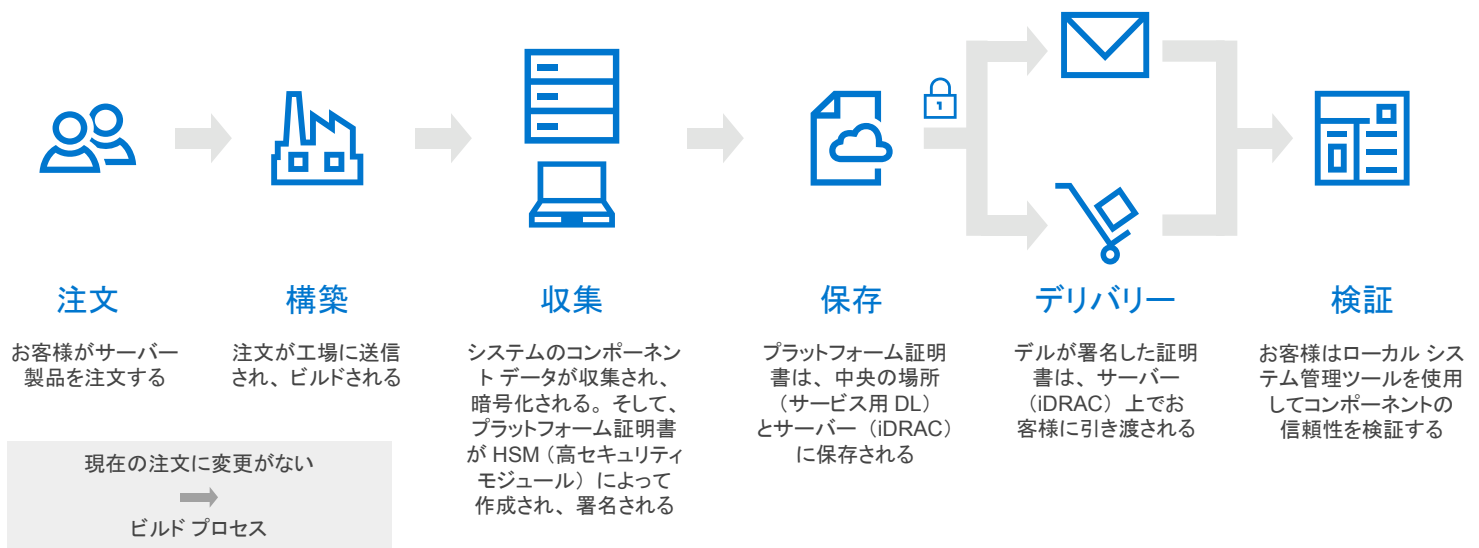 注文
お客様がサーバー
製品を注文する
構築
注文が工場に送信
され、ビルドされる
現在の注文に変更がない
ビルド プロセス
収集
システムのコンポーネン
ト データが収集され、
暗号化される。そして、
プラットフォーム証明書
が HSM（高セキュリティ
モジュール）によって
作成され、署名される
保存
プラットフォーム証明
書は、中央の場所
（サービス用 DL）
とサーバー（iDRAC）
に保存される
1
デリバリー
デルが署名した証明
書は、サーバー
（iDRAC）上でお
客様に引き渡される
検証
お客様はローカル シス
テム管理ツールを使用
してコンポーネントの
信頼性を検証する